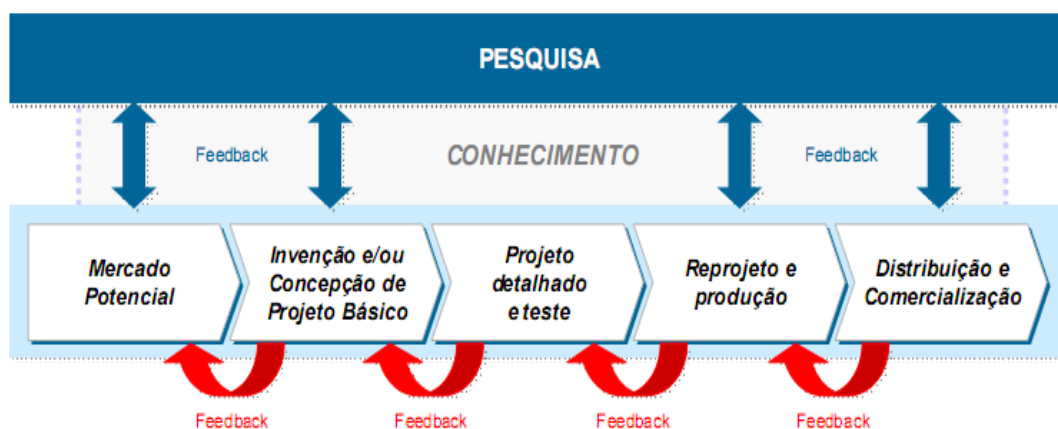 PESQUISA
Feedback
CONHECIMENTO
Feedback
Mercado
Potencial
Invenção e/ou
Concepção de
Projeto Básico
Projeto
detalhado
e teste
Reprojeto e
produção
Distribuição e
Comercialização
Feedback
Feedback
Feedback
Feedback